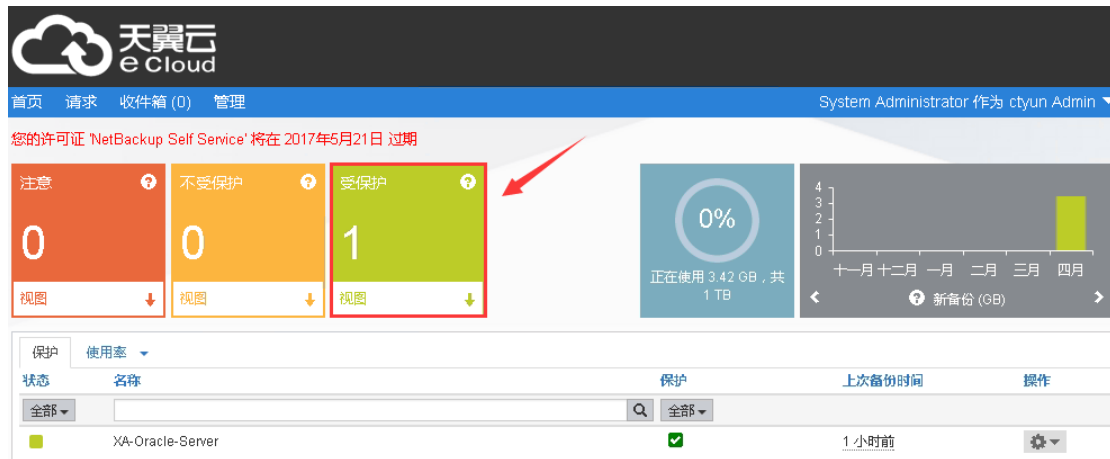 天翼云
e Cloud
首页 请求 收件箱 (0) 管理 System Administrator 作为 ctyun Admin
您的许可证 'NetBackup Self Service' 将在 2017年5月21日 过期
注意 ? 不受保护 ? 受保护 ?
0 0 1
视图 视图 视图
0%
正在使用 3.42 GB，共
1 TB
4
3
2
1
0
十一月 十二月 一月 二月 三月 四月
? 新备份 (GB)
保护 使用率
状态 名称 保护 上次备份时间 操作
全部 全部
XA-Oracle-Server 1 小时前